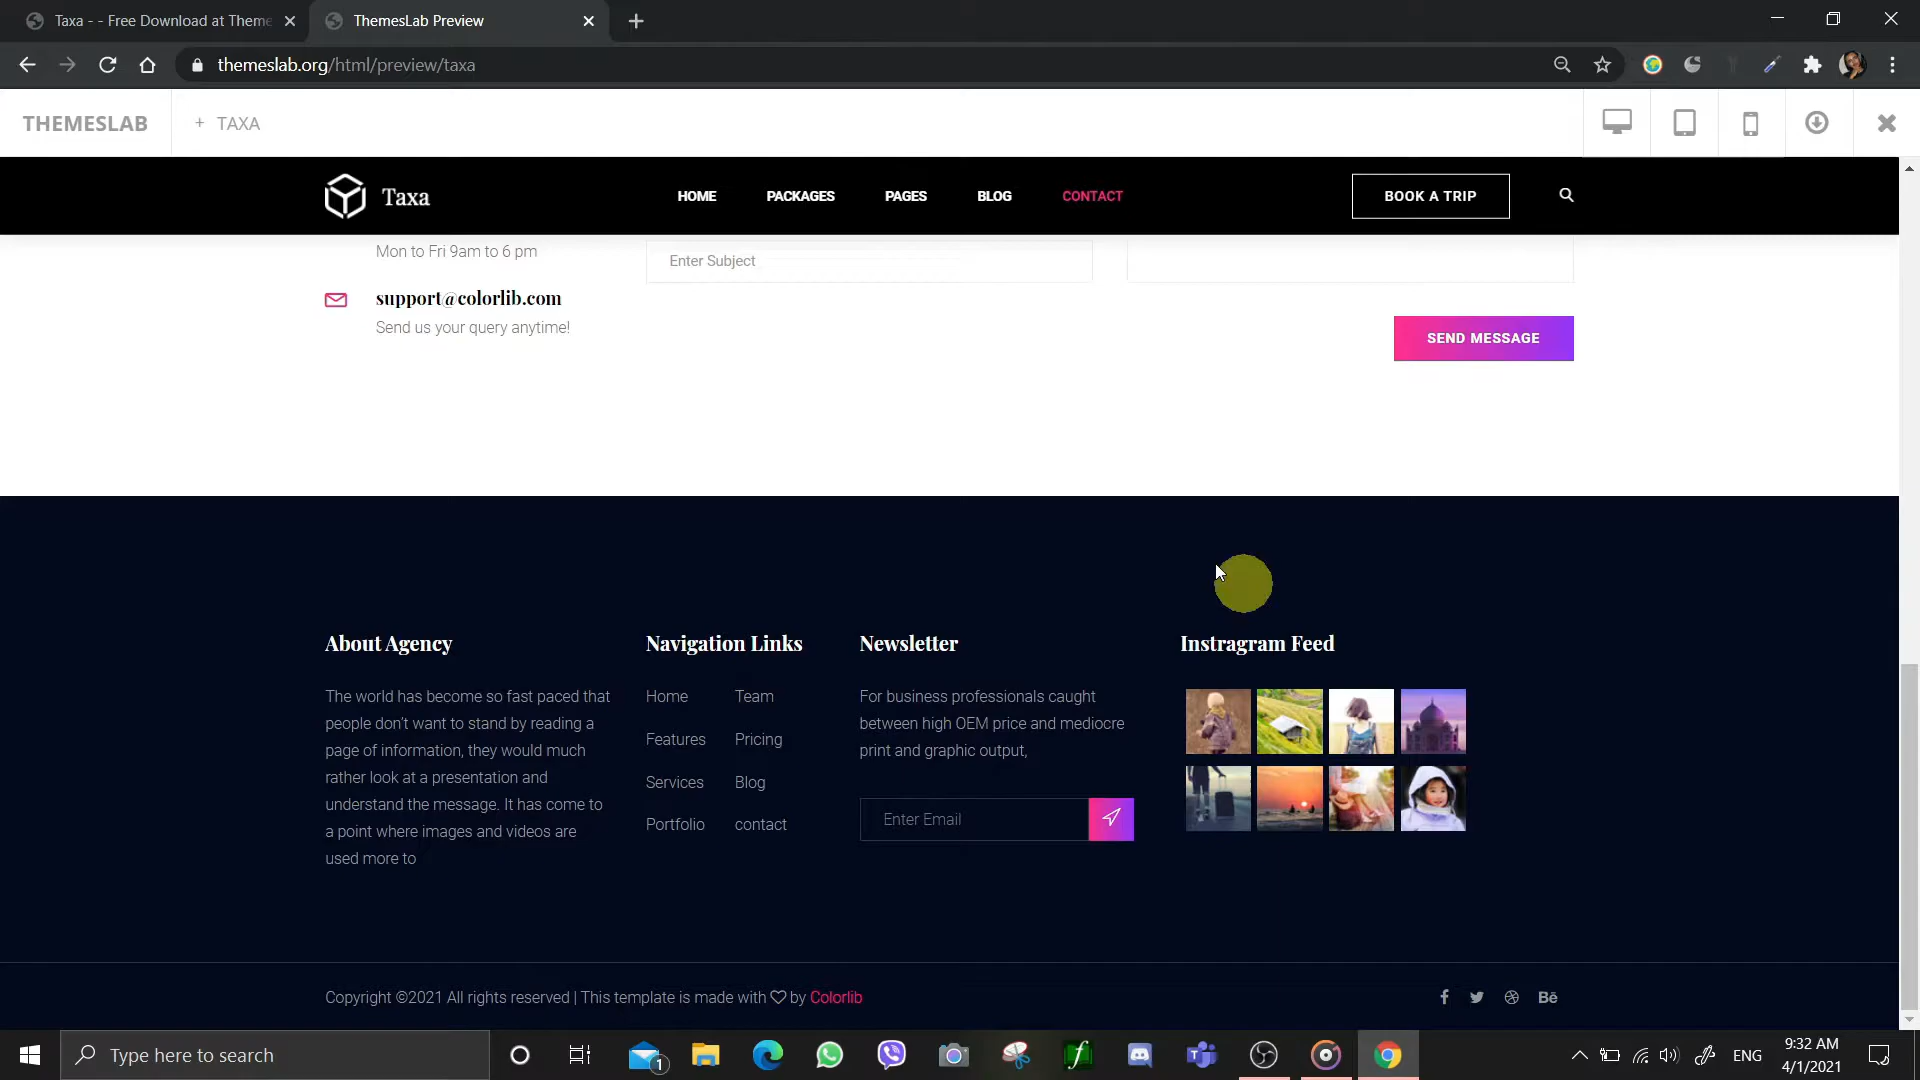 Taxa - - Free Download at Theme
ThemesLab Preview
themeslab.org/html/preview/taxa
THEMESLAB
+ TAXA
Taxa
HOME
PACKAGES
PAGES
BLOG
CONTACT
BOOK A TRIP
Mon to Fri 9am to 6 pm
Enter Subject
support@colorlib.com
Send us your query anytime!
SEND MESSAGE
About Agency
The world has become so fast paced that
people don't want to stand by reading a
page of information, they would much
rather look at a presentation and
understand the message. It has come to
a point where images and videos are
used more to
Navigation Links
Home
Team
Features
Pricing
Services
Blog
Portfolio
contact
Newsletter
For business professionals caught
between high OEM price and mediocre
print and graphic output,
Enter Email
Instragram Feed
Copyright ©2021 All rights reserved | This template is made with ♡ by Colorlib
Bē
Type here to search
1
ENG
9:32 AM
4/1/2021